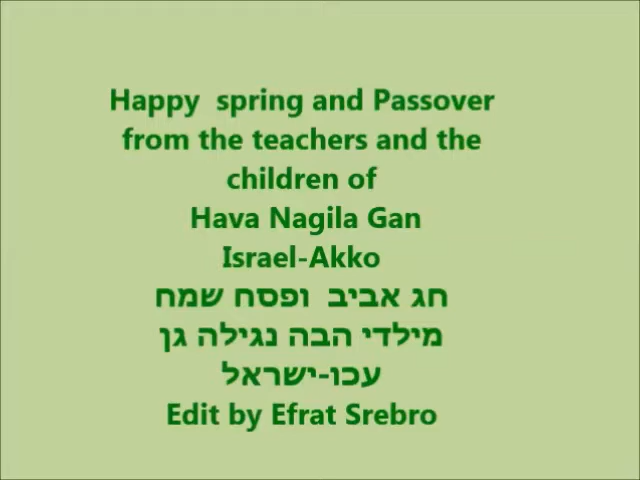 Happy  spring and Passover
from the teachers and the
children of
Hava Nagila Gan
Israel-Akko
חג אביב  ופסח שמח
מילדי הבה נגילה גן
עכו-ישראל
Edit by Efrat Srebro